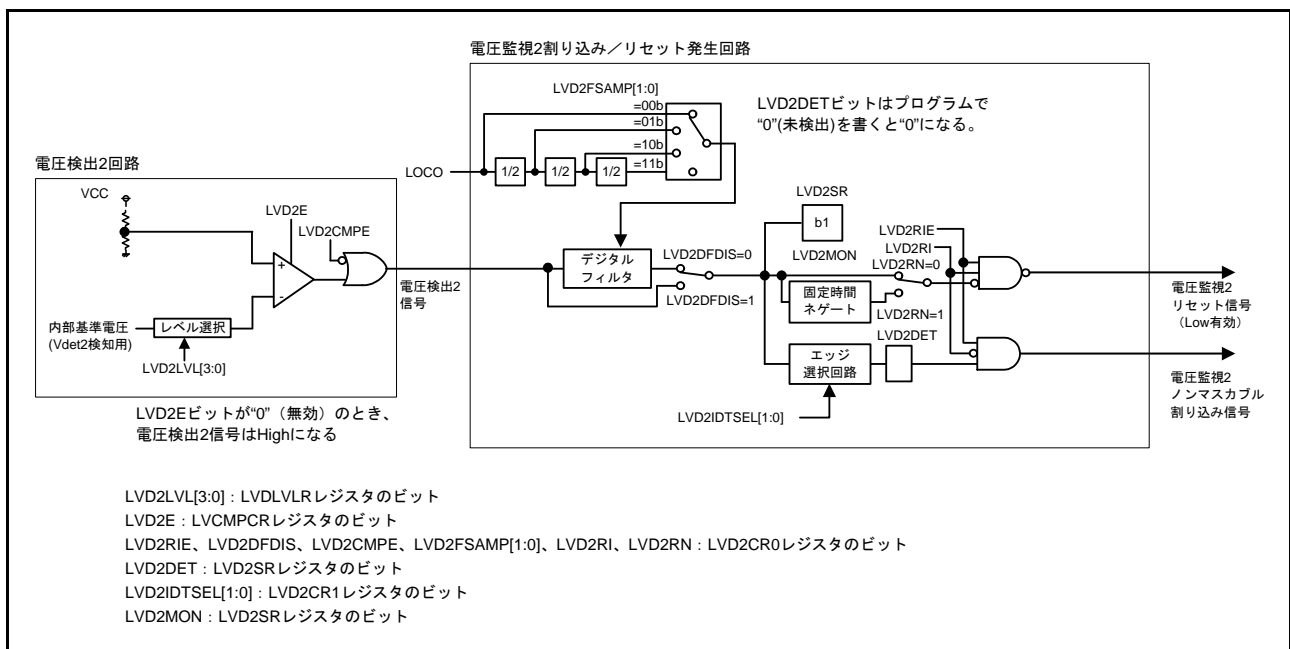 電圧監視2割り込み／リセット発生回路
LVD2FSAMP[1:0]
=00b
=01b
=10b
=11b
LOCO
1/2
1/2
1/2
LVD2DETビットはプログラムで
“0”(未検出)を書くと“0”になる。
電圧検出2回路
VCC
LVD2E
LVD2CMPE
+
-
内部基準電圧
(Vdet2検知用)
レベル選択
LVD2LVL[3:0]
電圧検出2
信号
LVD2Eビットが“0”（無効）のとき、
電圧検出2信号はHighになる
デジタル
フィルタ
LVD2DFDIS=0
LVD2DFDIS=1
LVD2SR
b1
LVD2MON
固定時間
ネゲート
LVD2RIE
LVD2RI
LVD2RN=0
LVD2RN=1
LVD2DET
エッジ
選択回路
LVD2IDTSEL[1:0]
電圧監視2
リセット信号
（Low有効）
電圧監視2
ノンマスカブル
割り込み信号
LVD2LVL[3:0]：LVDLVLRレジスタのビット
LVD2E：LVCMPCRレジスタのビット
LVD2RIE、LVD2DFDIS、LVD2CMPE、LVD2FSAMP[1:0]、LVD2RI、LVD2RN：LVD2CR0レジスタのビット
LVD2DET：LVD2SRレジスタのビット
LVD2IDTSEL[1:0]：LVD2CR1レジスタのビット
LVD2MON：LVD2SRレジスタのビット